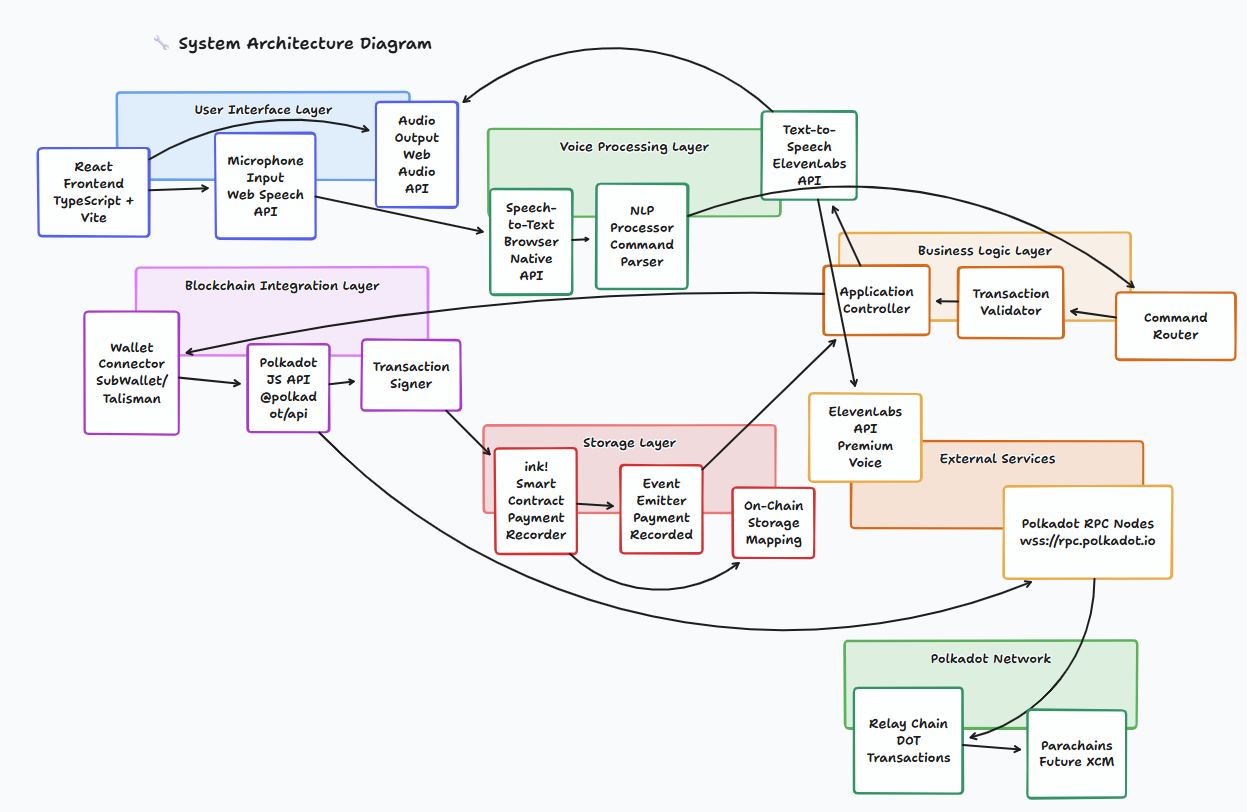 🔧 System Architecture Diagram
User Interface Layer
React
Frontend
TypeScript +
Vite
Microphone
Input
Web Speech
API
Audio
Output
Web
Audio
API
Voice Processing Layer
Speech-
to-Text
Browser
Native
API
NLP
Processor
Command
Parser
Text-to-
Speech
ElevenLabs
API
Business Logic Layer
Application
Controller
Transaction
Validator
Command
Router
Blockchain Integration Layer
Wallet
Connector
SubWallet/
Talisman
Polkadot
JS API
@polkad
ot/api
Transaction
Signer
Storage Layer
ink!
Smart
Contract
Payment
Recorder
Event
Emitter
Payment
Recorded
On-Chain
Storage
Mapping
External Services
ElevenLabs
API
Premium
Voice
Polkadot RPC Nodes
wss://rpc.polkadot.io
Polkadot Network
Relay Chain
DOT
Transactions
Parachains
Future XCM